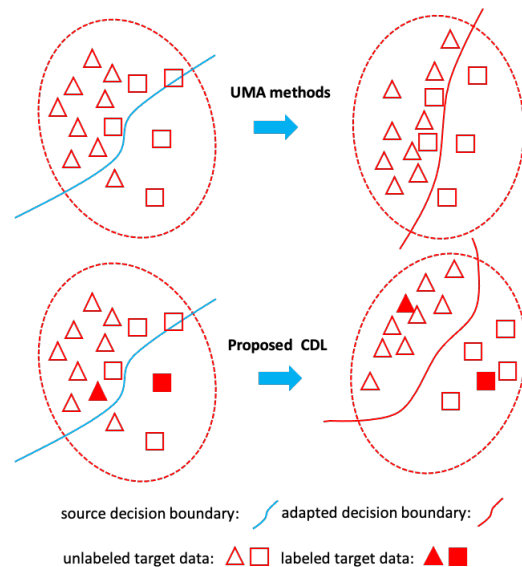 UMA methods
Proposed CDL
source decision boundary: adapted decision boundary:
unlabeled target data: labeled target data: